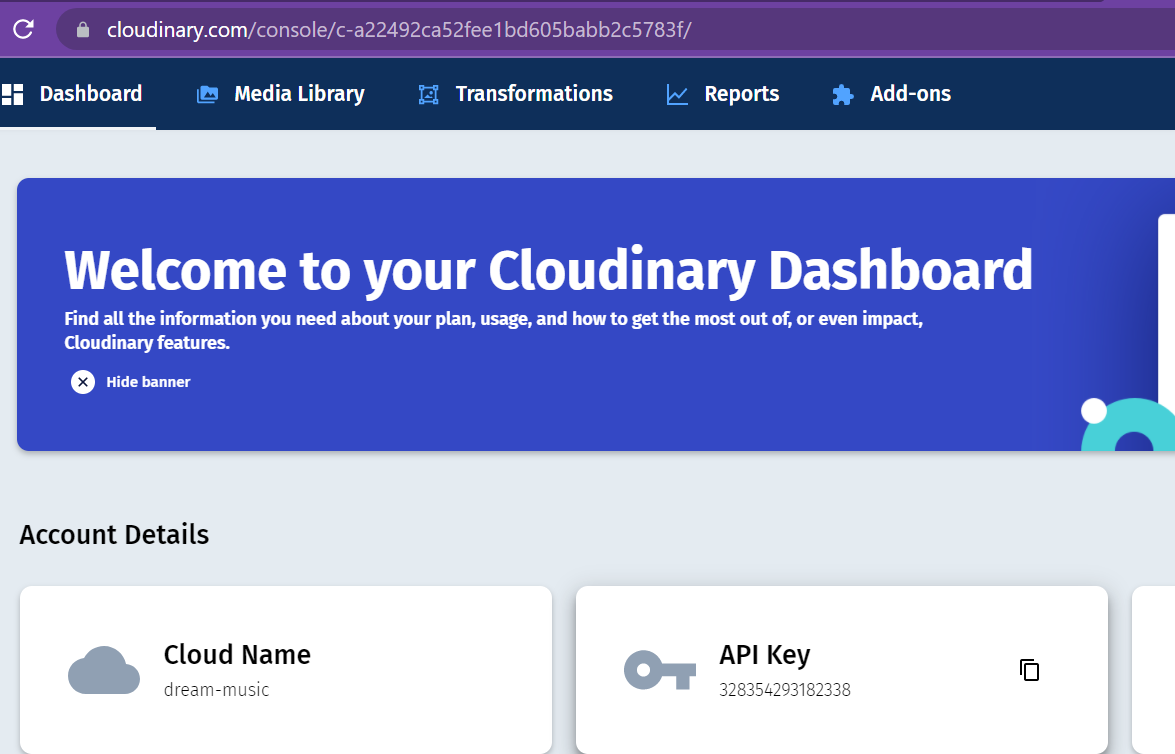 cloudinary.com/console/c-a22492ca52fee1bd605babb2c5783f/
Dashboard Media Library Transformations Reports Add-ons
Welcome to your Cloudinary Dashboard
Find all the information you need about your plan, usage, and how to get the most out of, or even impact,
Cloudinary features.
Hide banner
Account Details
Cloud Name
dream-music
API Key
328354293182338